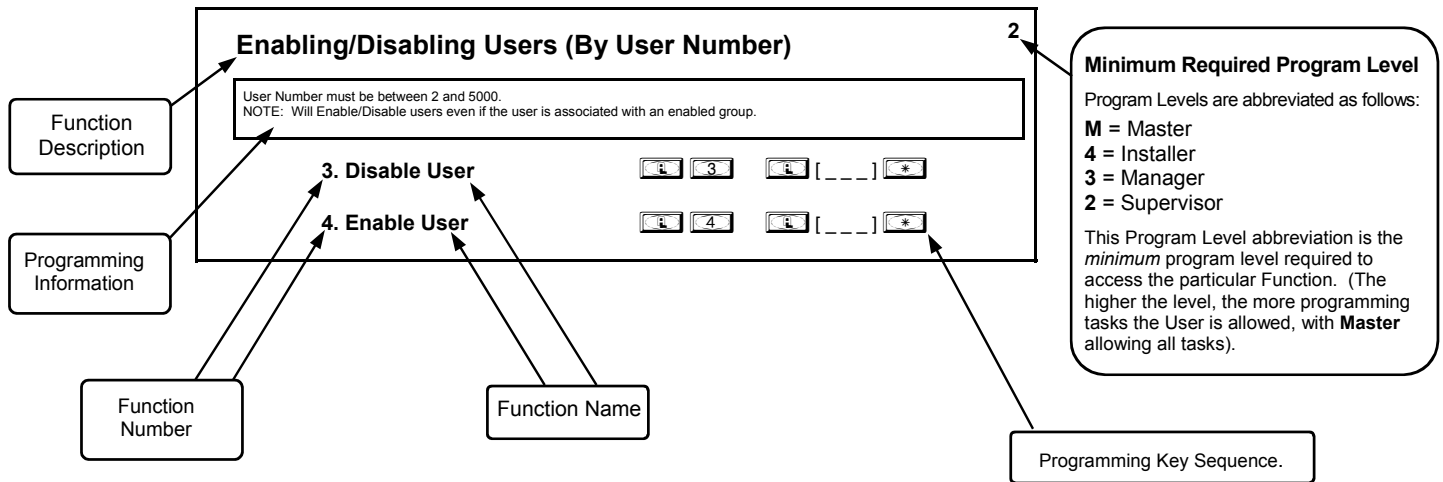 Enabling/Disabling Users (By User Number)
2
User Number must be between 2 and 5000.
NOTE: Will Enable/Disable users even if the user is associated with an enabled group.
3. Disable User
3 [ _ _ _ ] *
4. Enable User
4 [ _ _ _ ] *
Function
Description
Programming
Information
Function
Number
Function Name
Programming Key Sequence.
Minimum Required Program Level
Program Levels are abbreviated as follows:
M = Master
4 = Installer
3 = Manager
2 = Supervisor
This Program Level abbreviation is the
minimum program level required to
access the particular Function. (The
higher the level, the more programming
tasks the User is allowed, with Master
allowing all tasks).